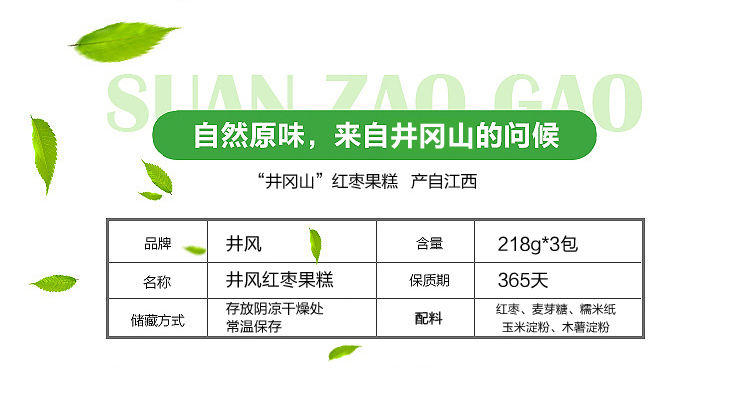 SUAN ZAO GAO
自然原味，来自井冈山的问候
“井冈山”红枣果糕 产自江西
品牌 井风 含量 218g*3包
名称 井风红枣果糕 保质期 365天
储藏方式 存放阴凉干燥处 常温保存 配料 红枣、麦芽糖、糯米纸 玉米淀粉、木薯淀粉